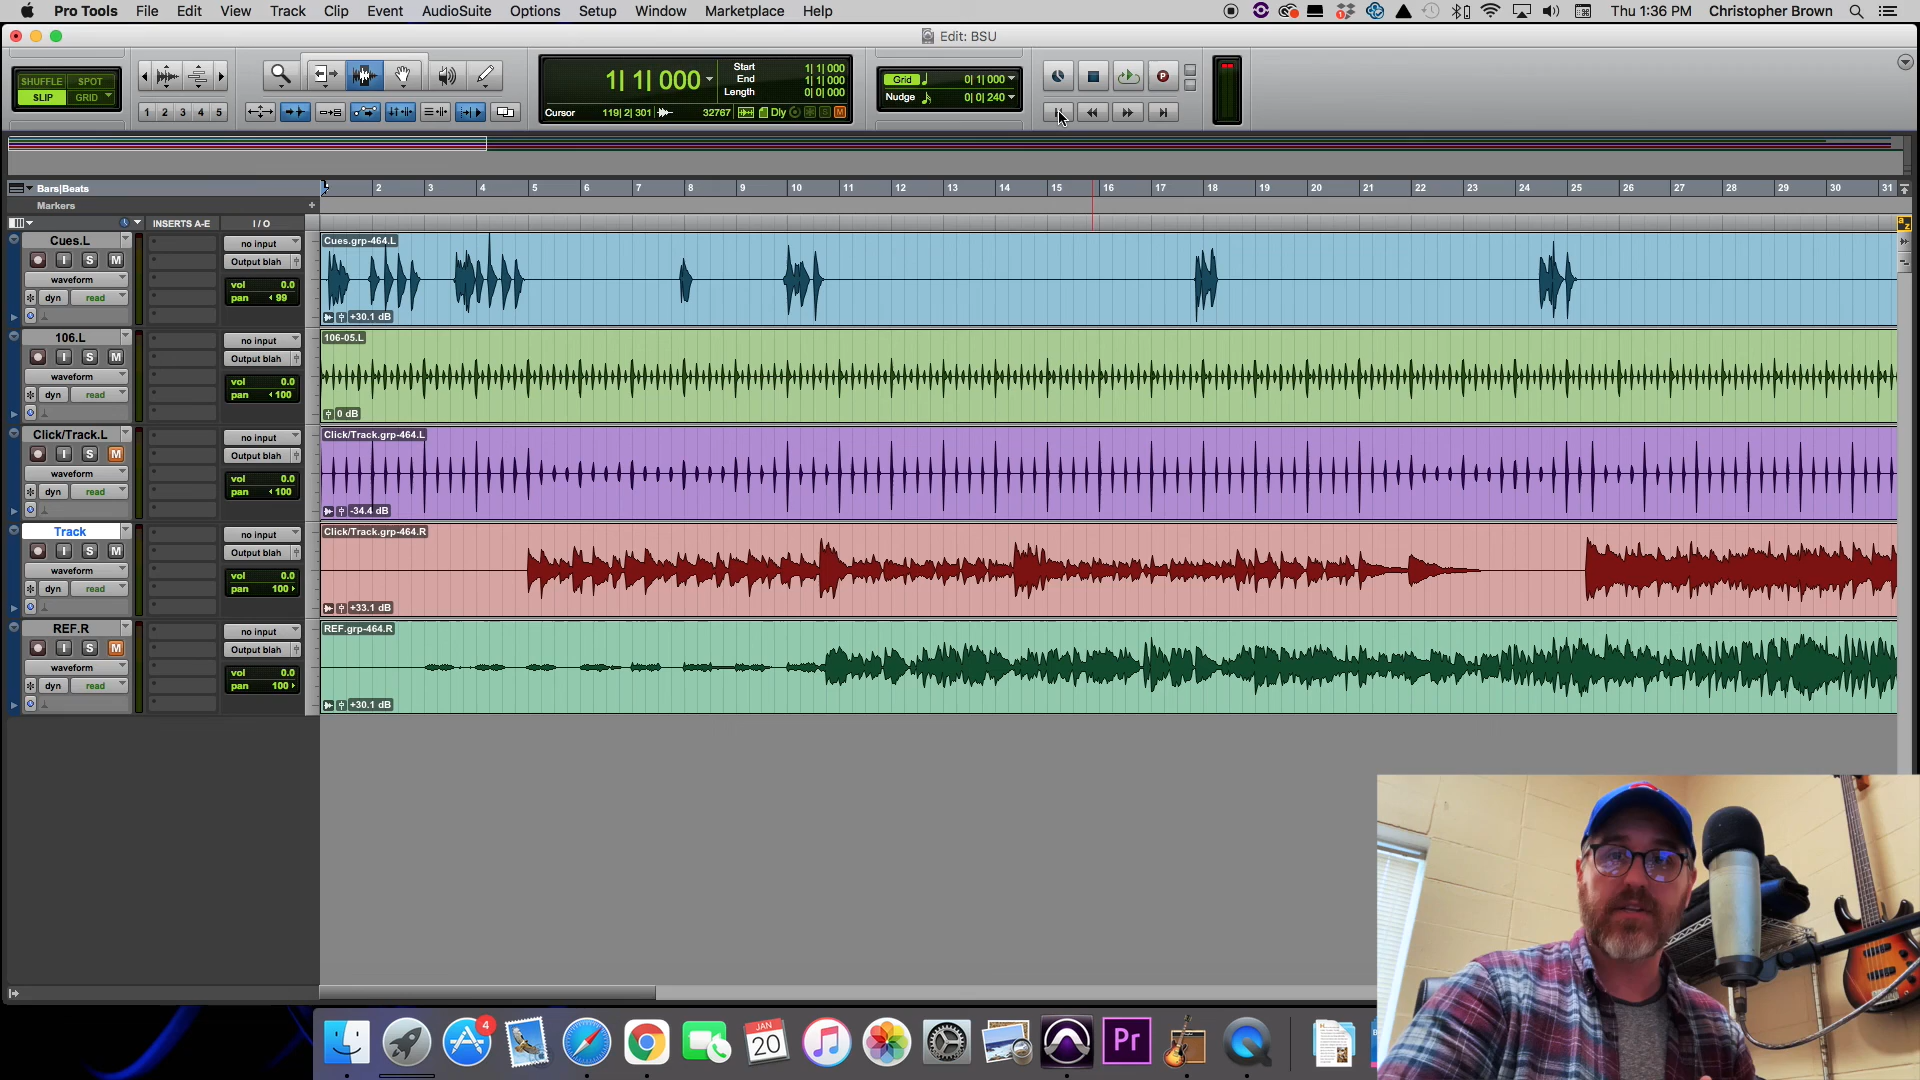 Pro Tools File Edit View Track Clip Event AudioSuite Options Setup Window Marketplace Help
Thu 1:36 PM Christopher Brown
Edit: BSU
SHUFFLE SPOT
SLIP GRID
1 2 3 4 5
1| 1| 000
Start 1| 1| 000
End 1| 1| 000
Length 0| 0| 000
Cursor 119| 2| 301 32767 Dly S M
Grid 0| 1| 000
Nudge 0| 0| 240
Bars|Beats
2 3 4 5 6 7 8 9 10 11 12 13 14 15 16 17 18 19 20 21 22 23 24 25 26 27 28 29 30 31
Markers +
INSERTS A-E I / O
a z
Cues.L
I S M
waveform
dyn read
no input
Output blah
vol 0.0
pan ‹ 99
Cues.grp-464.L
+30.1 dB
106.L
I S M
waveform
dyn read
no input
Output blah
vol 0.0
pan ‹ 100
106-05.L
0 dB
Click/Track.L
I S M
waveform
dyn read
no input
Output blah
vol 0.0
pan ‹ 100
Click/Track.grp-464.L
-34.4 dB
Track
I S M
waveform
dyn read
no input
Output blah
vol 0.0
pan 100 ›
Click/Track.grp-464.R
+33.1 dB
REF.R
I S M
waveform
dyn read
no input
Output blah
vol 0.0
pan 100 ›
REF.grp-464.R
+30.1 dB
4
JAN
20
Pr